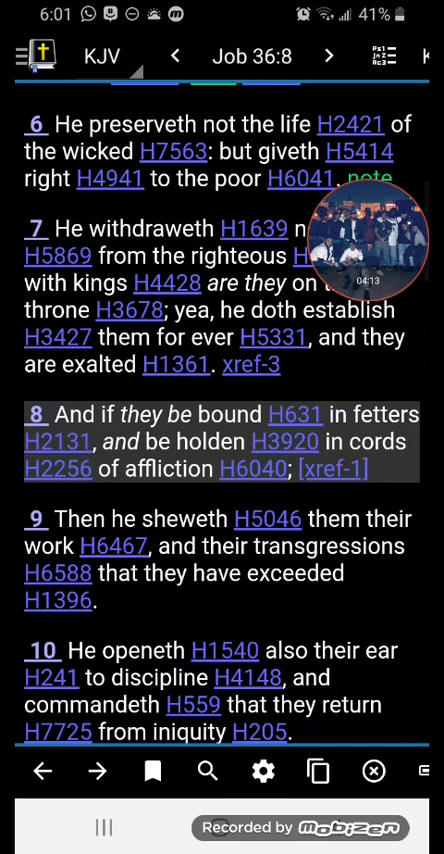 6:01 41%
KJV < Job 36:8 > K
6 He preserveth not the life H2421 of
the wicked H7563: but giveth H5414
right H4941 to the poor H6041. note
7 He withdraweth H1639 n
H5869 from the righteous H
with kings H4428 are they on
throne H3678; yea, he doth establish
H3427 them for ever H5331, and they
are exalted H1361. xref-3
04:13
8 And if they be bound H631 in fetters
H2131, and be holden H3920 in cords
H2256 of affliction H6040; [xref-1]
9 Then he sheweth H5046 them their
work H6467, and their transgressions
H6588 that they have exceeded
H1396.
10 He openeth H1540 also their ear
H241 to discipline H4148, and
commandeth H559 that they return
H7725 from iniquity H205.
Recorded by Mobizen